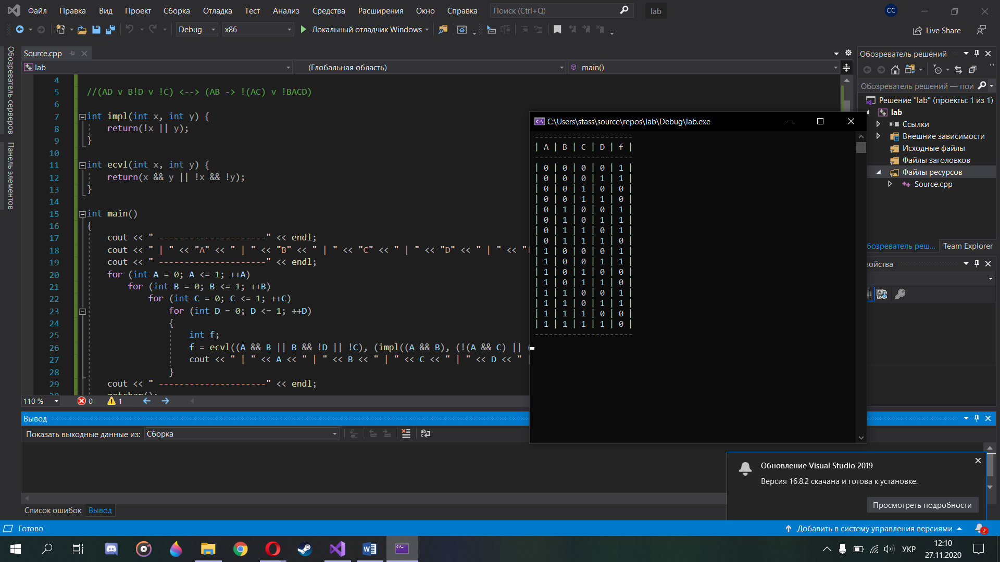 Файл Правка Вид Проект Сборка Отладка Тест Анализ Средства Расширения Окно Справка Поиск (Ctrl+Q) lab CC
Debug x86 Локальный отладчик Windows Live Share
Обозреватель серверов
Панель элементов
Source.cpp
lab (Глобальная область) main()
4
5 //(AD v B!D v !C) <--> (AB -> !(AC) v !BACD)
6
7 int impl(int x, int y) {
8 return(!x || y);
9 }
10
11 int ecvl(int x, int y) {
12 return(x && y || !x && !y);
13 }
14
15 int main()
16 {
17 cout << " ---------------------" << endl;
18 cout << " | " << "A" << " | " << "B" << " | " << "C" << " | " << "D" << " | " <<
19 cout << " ---------------------" << endl;
20 for (int A = 0; A <= 1; ++A)
21 for (int B = 0; B <= 1; ++B)
22 for (int C = 0; C <= 1; ++C)
23 for (int D = 0; D <= 1; ++D)
24 {
25 int f;
26 f = ecvl((A && B || B && !D || !C), (impl((A && B), (!(A && C) ||
27 cout << " | " << A << " | " << B << " | " << C << " | " << D << "
28 }
29 cout << " ---------------------" << endl;
110 % 0 1
C:\Users\stass\source\repos\lab\Debug\lab.exe
---------------------
| A | B | C | D | f |
---------------------
| 0 | 0 | 0 | 0 | 1 |
| 0 | 0 | 0 | 1 | 1 |
| 0 | 0 | 1 | 0 | 0 |
| 0 | 0 | 1 | 1 | 0 |
| 0 | 1 | 0 | 0 | 1 |
| 0 | 1 | 0 | 1 | 1 |
| 0 | 1 | 1 | 0 | 1 |
| 0 | 1 | 1 | 1 | 0 |
| 1 | 0 | 0 | 0 | 1 |
| 1 | 0 | 0 | 1 | 1 |
| 1 | 0 | 1 | 0 | 0 |
| 1 | 0 | 1 | 1 | 0 |
| 1 | 1 | 0 | 0 | 1 |
| 1 | 1 | 0 | 1 | 1 |
| 1 | 1 | 1 | 0 | 0 |
| 1 | 1 | 1 | 1 | 0 |
---------------------
Обозреватель решений
Обозреватель решений — пои
Решение "lab" (проекты: 1 из 1)
lab
Ссылки
Внешние зависимости
Исходные файлы
Файлы заголовков
Файлы ресурсов
Source.cpp
бозреватель реш... Team Explorer
войства
Вывод
Показать выходные данные из: Сборка
Обновление Visual Studio 2019
Версия 16.8.2 скачана и готова к установке.
Просмотреть подробности
Список ошибок Вывод
Готово Добавить в систему управления версиями 2
УКР 12:10
27.11.2020